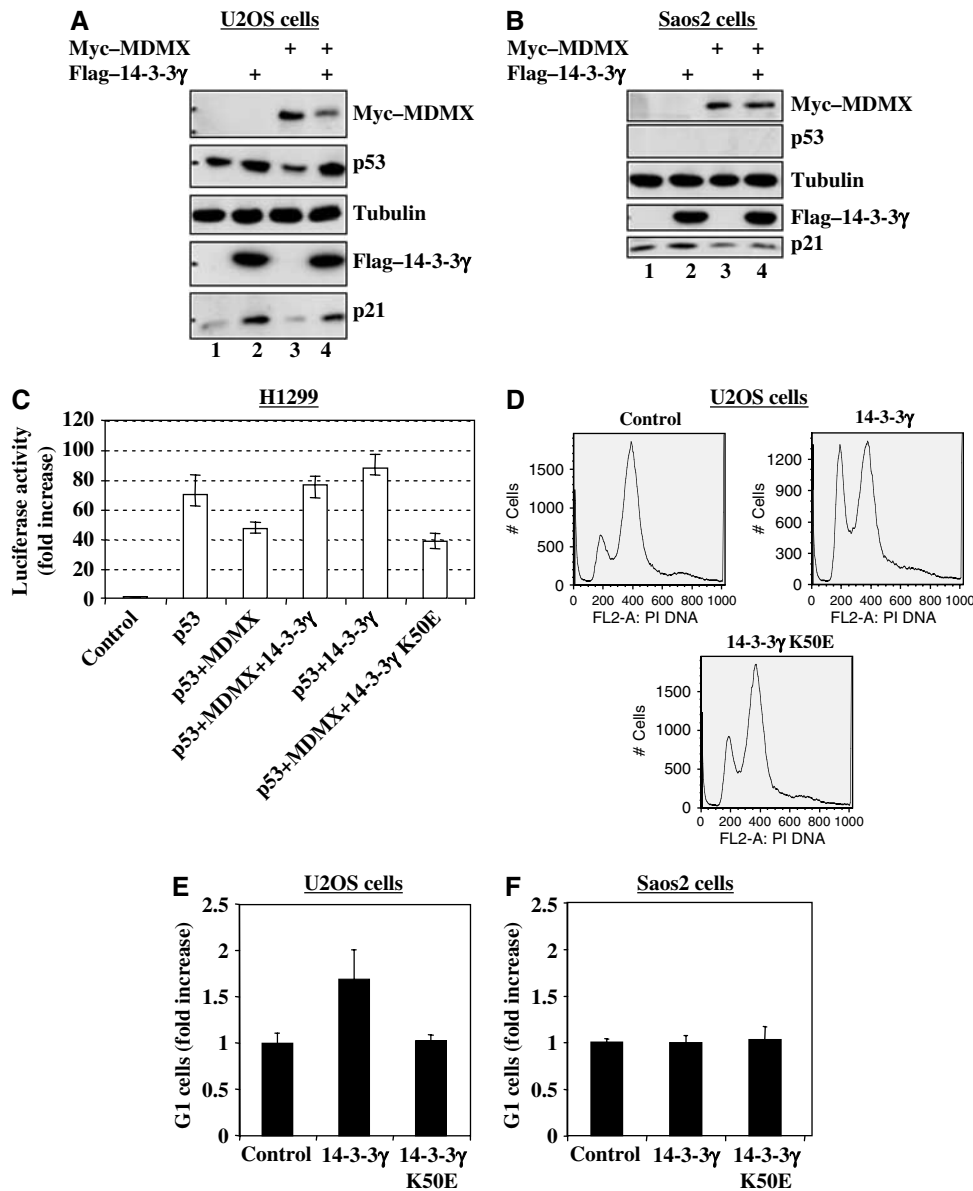 A
U2OS cells
Myc–MDMX + +
Flag–14-3-3γ + +
Myc–MDMX
p53
Tubulin
Flag–14-3-3γ
p21
1 2 3 4
B
Saos2 cells
Myc–MDMX + +
Flag–14-3-3γ + +
Myc–MDMX
p53
Tubulin
Flag–14-3-3γ
p21
1 2 3 4
C
H1299
Luciferase activity
(fold increase)
120
100
80
60
40
20
0
Control
p53
p53+MDMX
p53+MDMX+14-3-3γ
p53+14-3-3γ
p53+MDMX+14-3-3γ K50E
D
U2OS cells
Control
# Cells
1500
1000
500
0
0 200 400 600 800 1000
FL2-A: PI DNA
14-3-3γ
# Cells
1200
900
600
300
0
0 200 400 600 800 1000
FL2-A: PI DNA
14-3-3γ K50E
# Cells
1500
1000
500
0
0 200 400 600 800 1000
FL2-A: PI DNA
E
U2OS cells
G1 cells (fold increase)
2.5
2
1.5
1
0.5
0
Control 14-3-3γ 14-3-3γ
K50E
F
Saos2 cells
G1 cells (fold increase)
2.5
2
1.5
1
0.5
0
Control 14-3-3γ 14-3-3γ
K50E